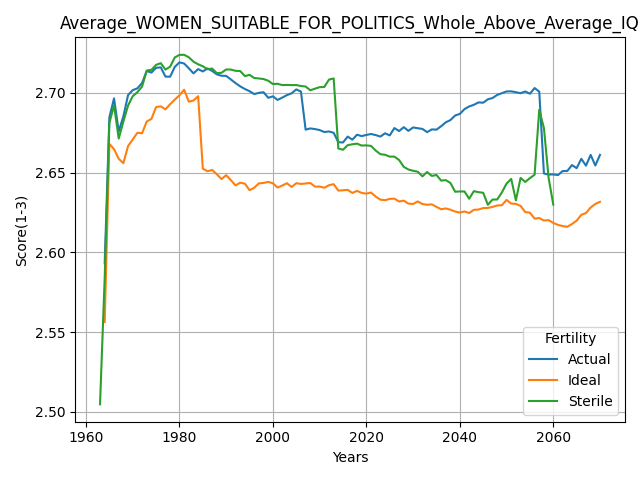 Average_WOMEN_SUITABLE_FOR_POLITICS_Whole_Above_Average_IQ
Score(1-3)
2.70
2.65
2.60
2.55
2.50
1960 1980 2000 2020 2040 2060
Years
Fertility
Actual
Ideal
Sterile